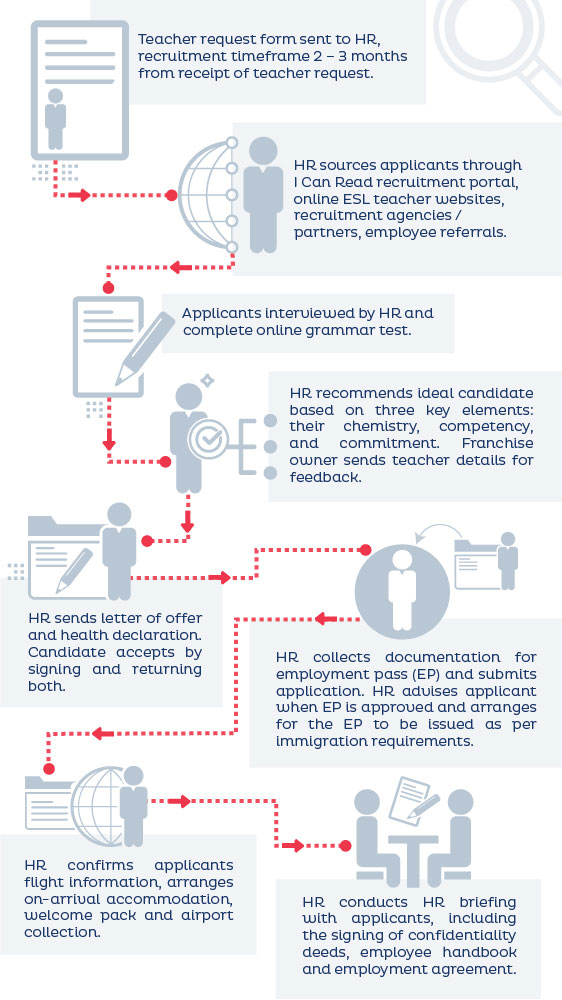 Teacher request form sent to HR,
recruitment timeframe 2 – 3 months
from receipt of teacher request.
HR sources applicants through
I Can Read recruitment portal,
online ESL teacher websites,
recruitment agencies /
partners, employee referrals.
Applicants interviewed by HR and
complete online grammar test.
HR recommends ideal candidate
based on three key elements:
their chemistry, competency,
and commitment. Franchise
owner sends teacher details for
feedback.
HR sends letter of offer
and health declaration.
Candidate accepts by
signing and returning
both.
HR collects documentation for
employment pass (EP) and submits
application. HR advises applicant
when EP is approved and arranges
for the EP to be issued as per
immigration requirements.
HR confirms applicants
flight information, arranges
on-arrival accommodation,
welcome pack and airport
collection.
HR conducts HR briefing
with applicants, including
the signing of confidentiality
deeds, employee handbook
and employment agreement.